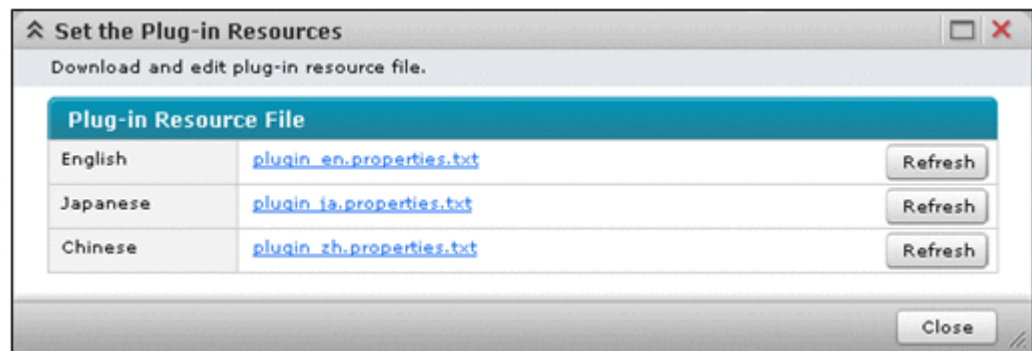 Set the Plug-in Resources
Download and edit plug-in resource file.
Plug-in Resource File
English plugin_en.properties.txt Refresh
Japanese plugin_ja.properties.txt Refresh
Chinese plugin_zh.properties.txt Refresh
Close